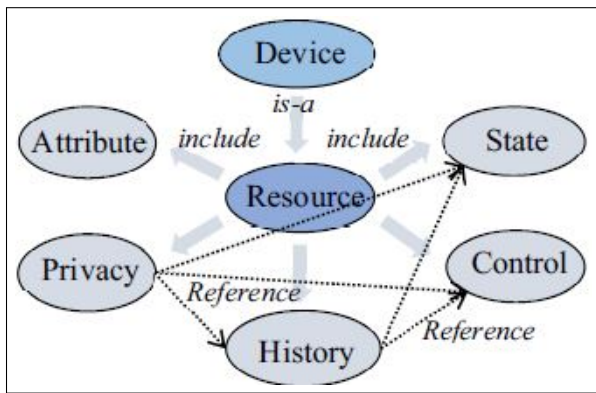 Device
is-a
Attribute
include
include
State
Resource
Privacy
Control
Reference
Reference
History